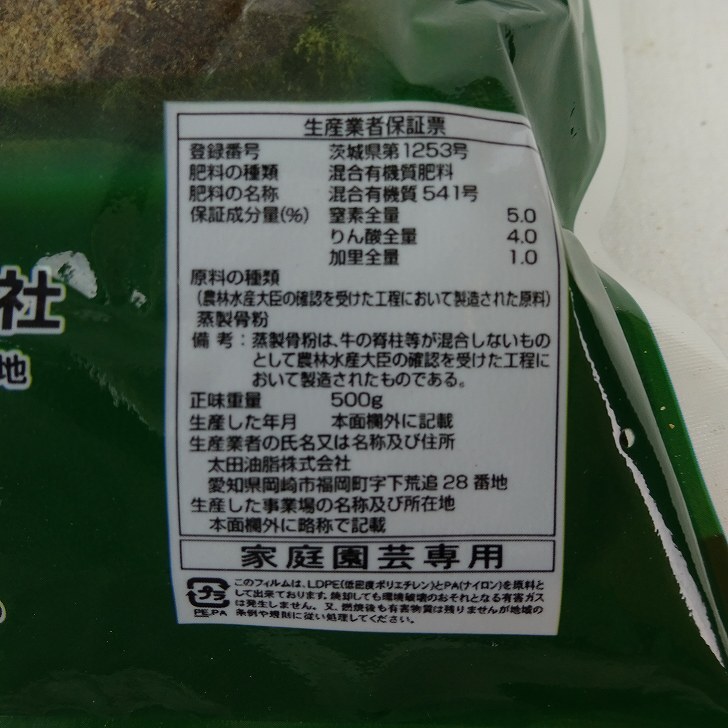 生産業者保証票
登録番号 茨城県第1253号
肥料の種類 混合有機質肥料
肥料の名称 混合有機質 541号
保証成分量(%) 窒素全量 5.0
りん酸全量 4.0
加里全量 1.0
原料の種類
(農林水産大臣の確認を受けた工程において製造された原料)
蒸製骨粉
備考:蒸製骨粉は、牛の脊柱等が混合しないもの
として農林水産大臣の確認を受けた工程に
おいて製造されたものである。
正味重量 500g
生産した年月 本面欄外に記載
生産業者の氏名又は名称及び住所
太田油脂株式会社
愛知県岡崎市福岡町字下荒追 28 番地
生産した事業場の名称及び所在地
本面欄外に略称で記載
家庭園芸専用
このフィルムは、LDPE(低密度ポリエチレン)とPA(ナイロン)を原料と
して出来ております。焼却しても環境破壊のおそれとなる有害ガス
は発生しません。又、燃焼後も有害物質は残りませんが地域の
条例や規則に従い処理してください。
プラ
PE.PA
社
地